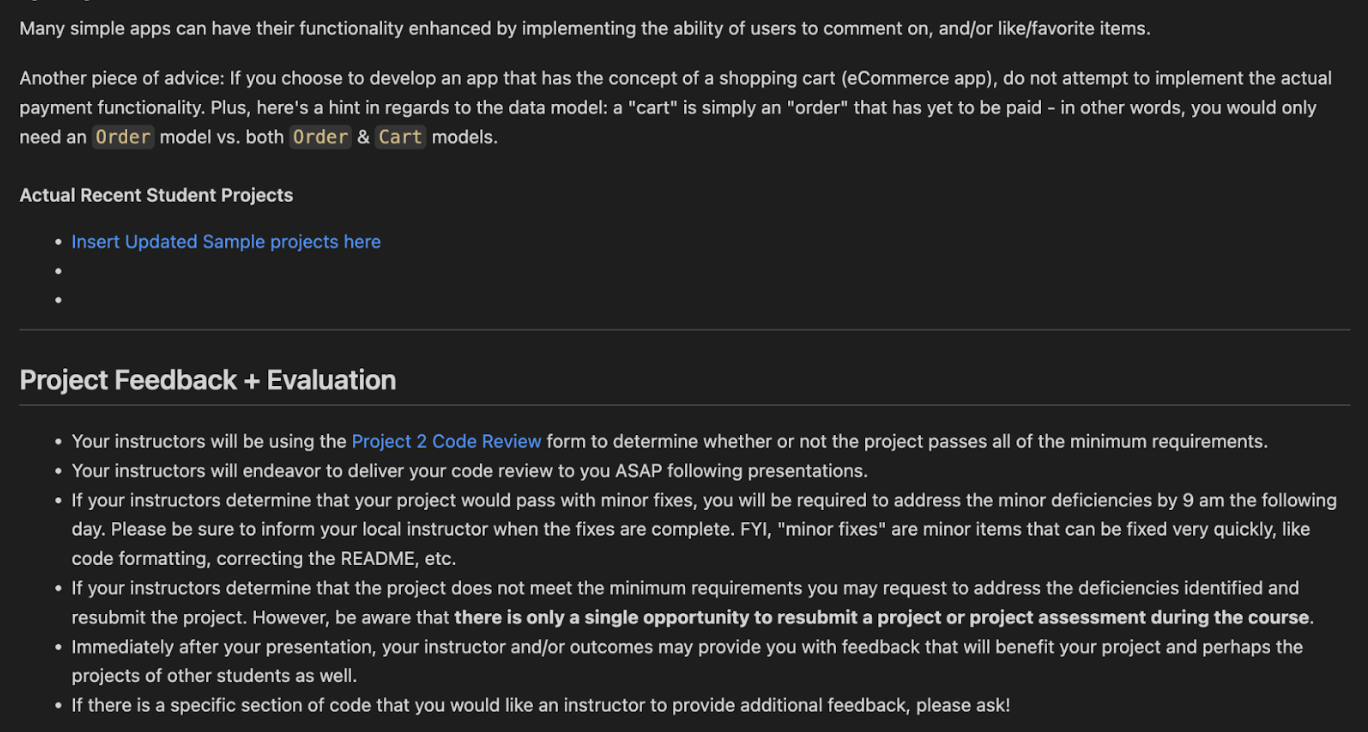 Many simple apps can have their functionality enhanced by implementing the ability of users to comment on, and/or like/favorite items.
Another piece of advice: If you choose to develop an app that has the concept of a shopping cart (eCommerce app), do not attempt to implement the actual
payment functionality. Plus, here's a hint in regards to the data model: a "cart" is simply an "order" that has yet to be paid - in other words, you would only
need an Order model vs. both Order & Cart models.
Actual Recent Student Projects
• Insert Updated Sample projects here
•
•
Project Feedback + Evaluation
• Your instructors will be using the Project 2 Code Review form to determine whether or not the project passes all of the minimum requirements.
• Your instructors will endeavor to deliver your code review to you ASAP following presentations.
• If your instructors determine that your project would pass with minor fixes, you will be required to address the minor deficiencies by 9 am the following
day. Please be sure to inform your local instructor when the fixes are complete. FYI, "minor fixes" are minor items that can be fixed very quickly, like
code formatting, correcting the README, etc.
• If your instructors determine that the project does not meet the minimum requirements you may request to address the deficiencies identified and
resubmit the project. However, be aware that there is only a single opportunity to resubmit a project or project assessment during the course.
• Immediately after your presentation, your instructor and/or outcomes may provide you with feedback that will benefit your project and perhaps the
projects of other students as well.
• If there is a specific section of code that you would like an instructor to provide additional feedback, please ask!